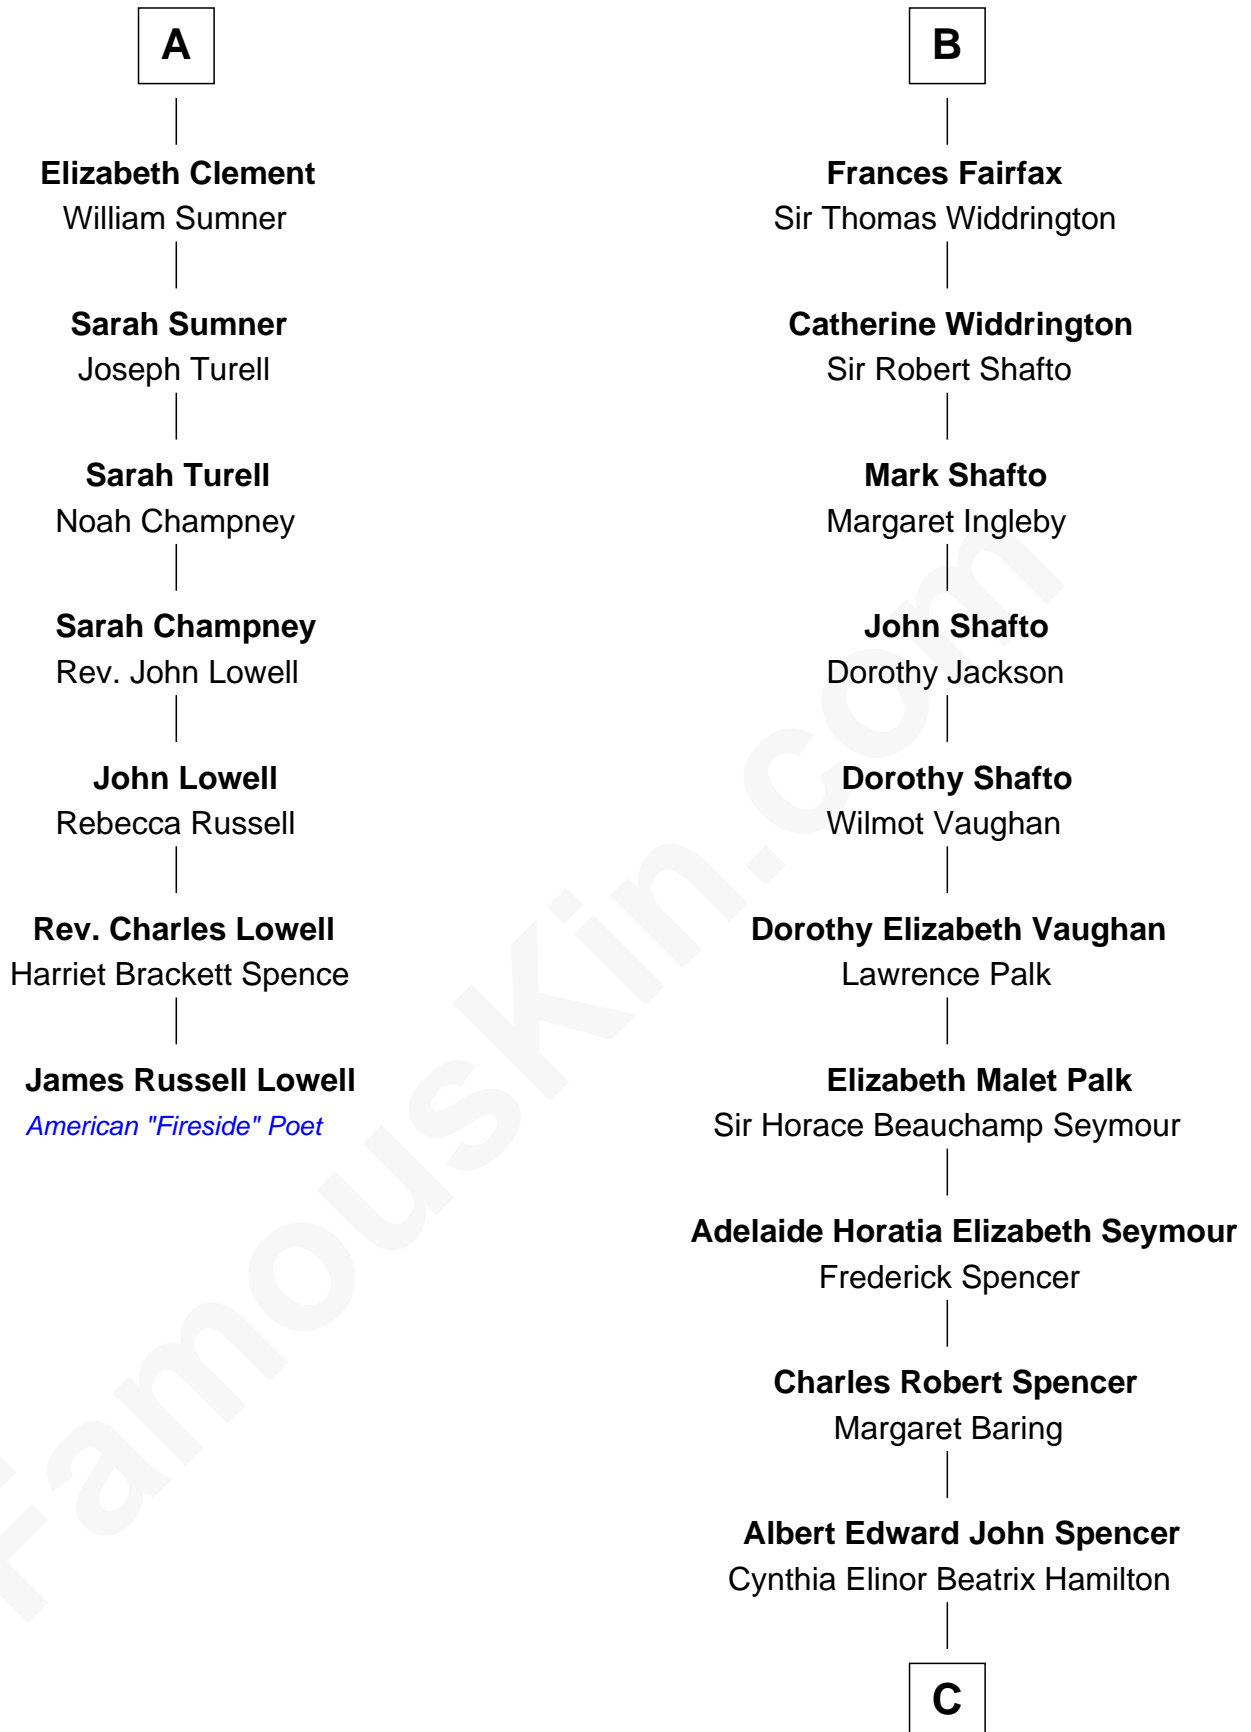 A
Elizabeth Clement
William Sumner
Sarah Sumner
Joseph Turell
Sarah Turell
Noah Champney
Sarah Champney
Rev. John Lowell
John Lowell
Rebecca Russell
Rev. Charles Lowell
Harriet Brackett Spence
James Russell Lowell
American "Fireside" Poet
B
Frances Fairfax
Sir Thomas Widdrington
Catherine Widdrington
Sir Robert Shafto
Mark Shafto
Margaret Ingleby
John Shafto
Dorothy Jackson
Dorothy Shafto
Wilmot Vaughan
Dorothy Elizabeth Vaughan
Lawrence Palk
Elizabeth Malet Palk
Sir Horace Beauchamp Seymour
Adelaide Horatia Elizabeth Seymour
Frederick Spencer
Charles Robert Spencer
Margaret Baring
Albert Edward John Spencer
Cynthia Elinor Beatrix Hamilton
C
FamousKin.com